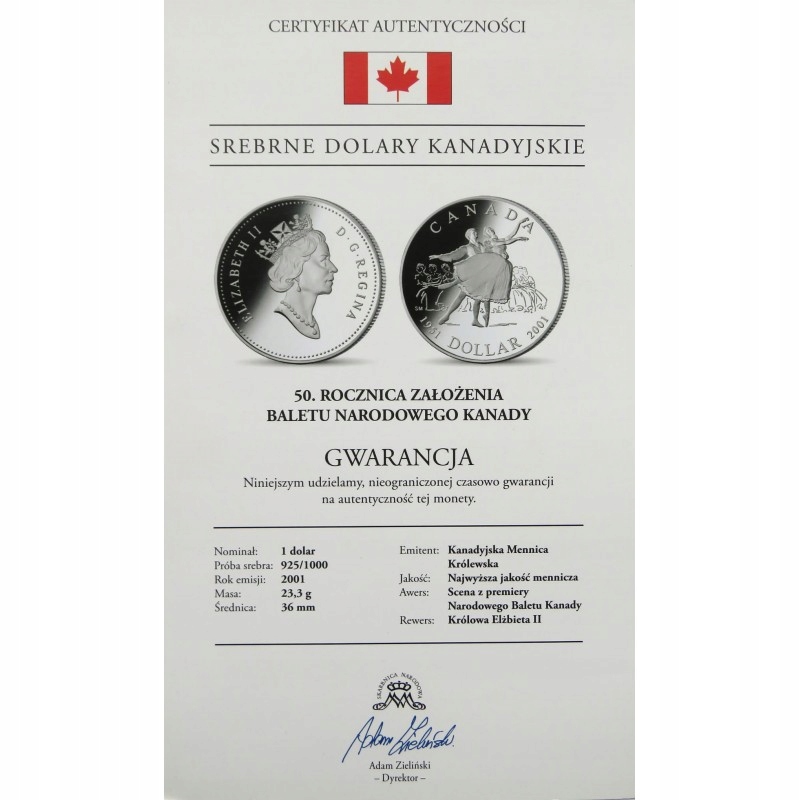 CERTYFIKAT AUTENTYCZNOŚCI
SREBRNE DOLARY KANADYJSKIE
ELIZABETH II D·G·REGINA
CANADA
SM
1951 DOLLAR 2001
50. ROCZNICA ZAŁOŻENIA
BALETU NARODOWEGO KANADY
GWARANCJA
Niniejszym udzielamy, nieograniczonej czasowo gwarancji
na autentyczność tej monety.
Nominał: 1 dolar
Próba srebra: 925/1000
Rok emisji: 2001
Masa: 23,3 g
Średnica: 36 mm
Emitent: Kanadyjska Mennica
Królewska
Jakość: Najwyższa jakość mennicza
Awers: Scena z premiery
Narodowego Baletu Kanady
Rewers: Królowa Elżbieta II
SKARBNICA NARODOWA
Adam Zieliński
Adam Zieliński
– Dyrektor –